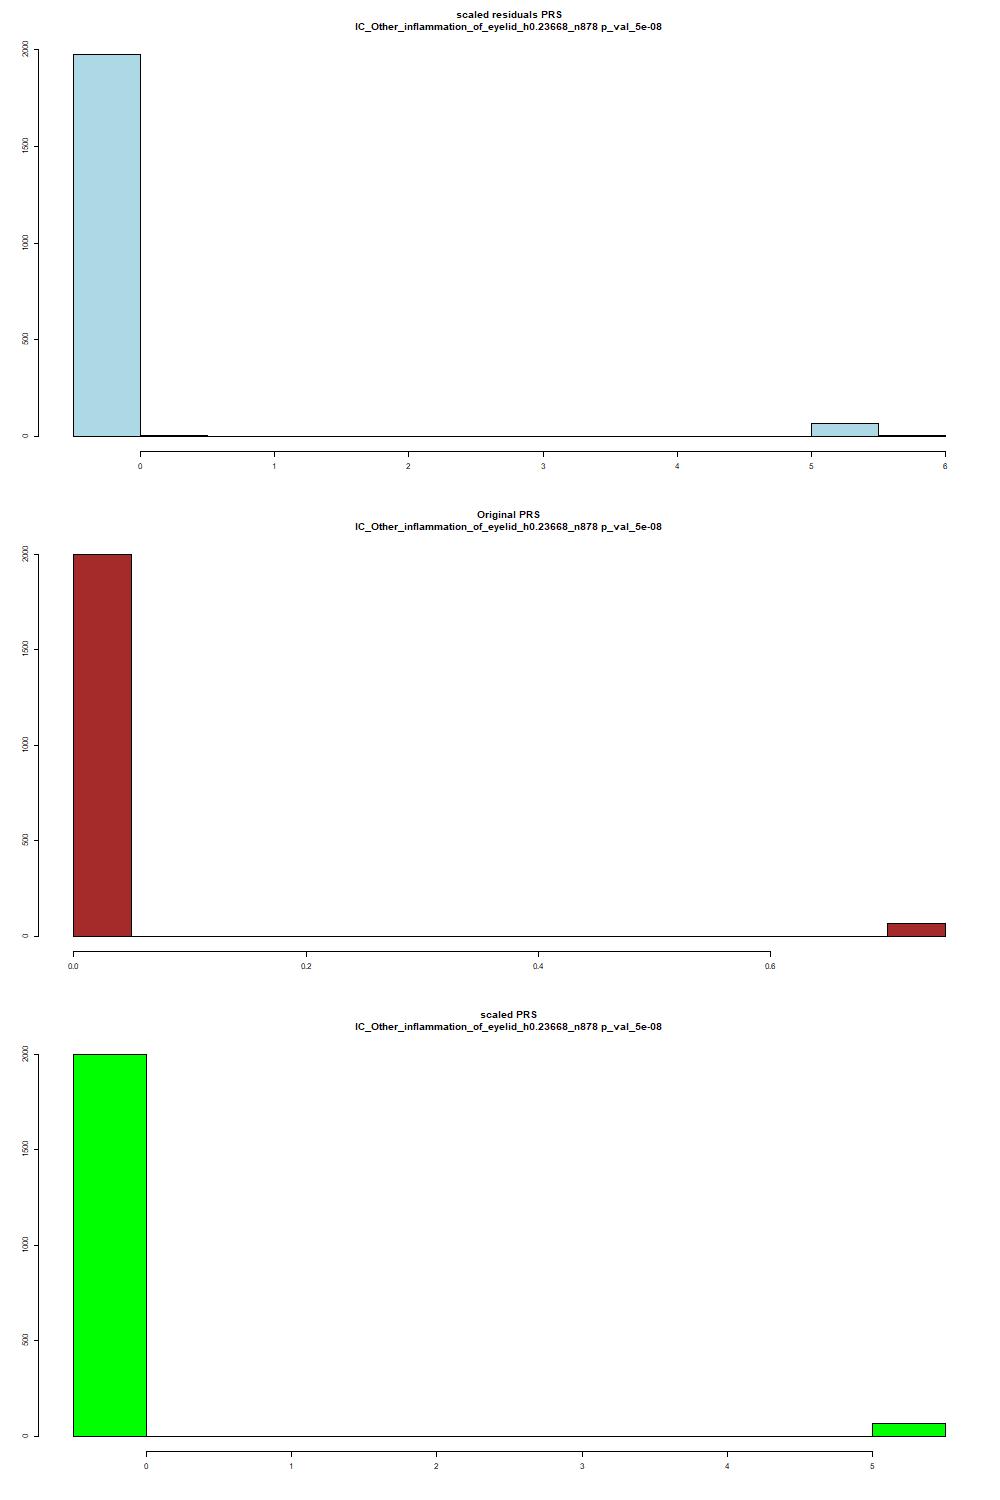 scaled residuals PRS
IC_Other_inflammation_of_eyelid_h0.23668_n878 p_val_5e-08
2000
1500
1000
500
0
0 1 2 3 4 5 6
Original PRS
IC_Other_inflammation_of_eyelid_h0.23668_n878 p_val_5e-08
2000
1500
1000
500
0
0.0 0.2 0.4 0.6
scaled PRS
IC_Other_inflammation_of_eyelid_h0.23668_n878 p_val_5e-08
2000
1500
1000
500
0
0 1 2 3 4 5